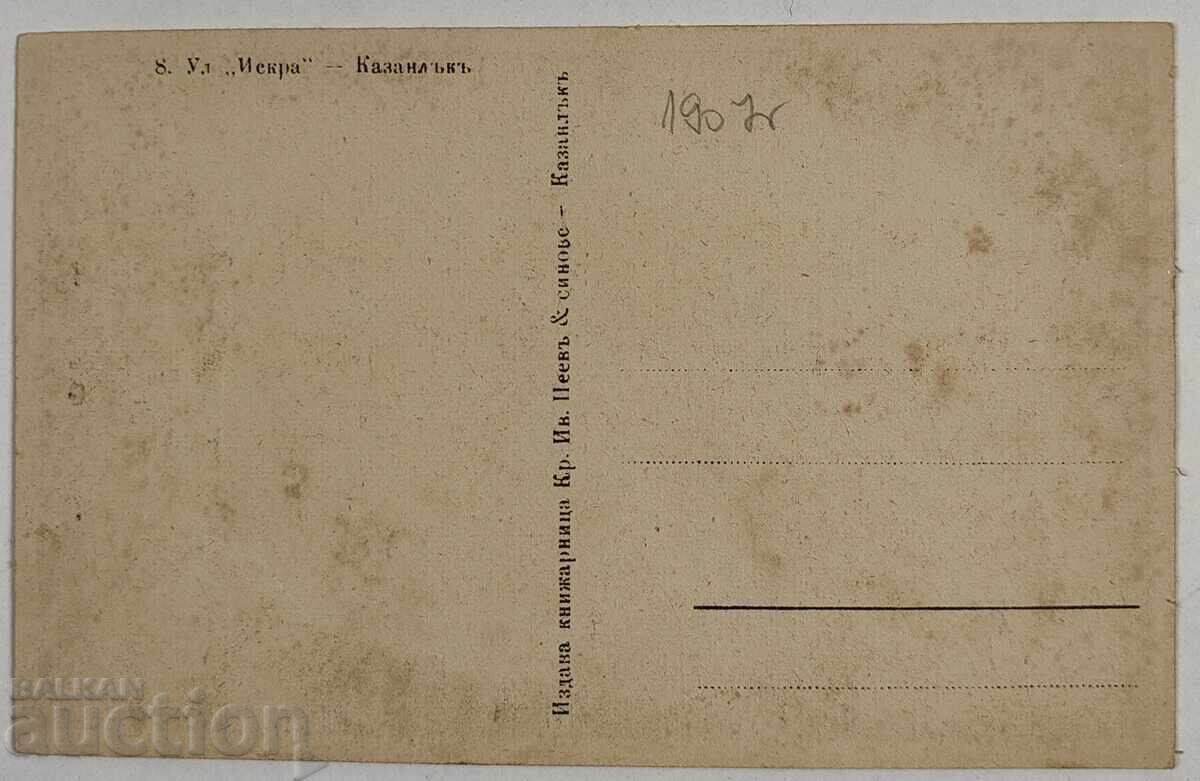 8. Ул „Искра“ — Казанлъкъ
Издава книжарница Кр. Ив. Пеевъ & синове — Казанлъкъ
1907г
BALKAN
auction